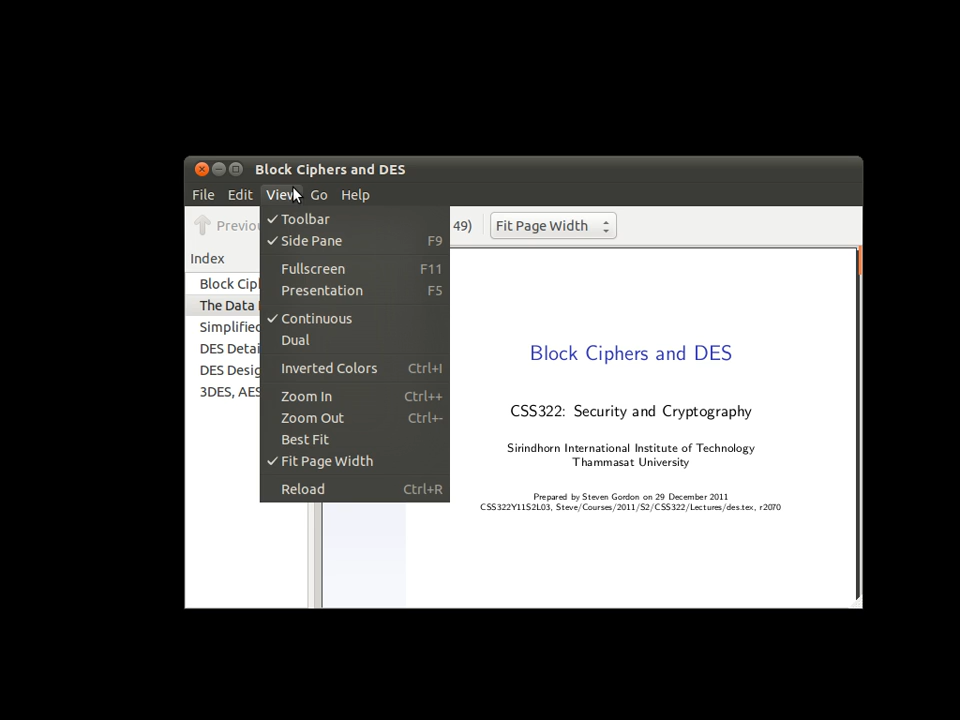 Block Ciphers and DES
File Edit View Go Help
49) Fit Page Width
Toolbar
Side Pane F9
Fullscreen F11
Presentation F5
Continuous
Dual
Inverted Colors Ctrl+I
Zoom In Ctrl++
Zoom Out Ctrl+-
Best Fit
Fit Page Width
Reload Ctrl+R
Index
Block
The Data
DES
DES
3DES, AES
Block Ciphers and DES
CSS322: Security and Cryptography
Sirindhorn International Institute of Technology
Thammasat University
Prepared by Steven Gordon on 29 December 2011
CSS322Y11S2L03, Steve/Courses/2011/S2/CSS322/Lectures/des.tex, r2070